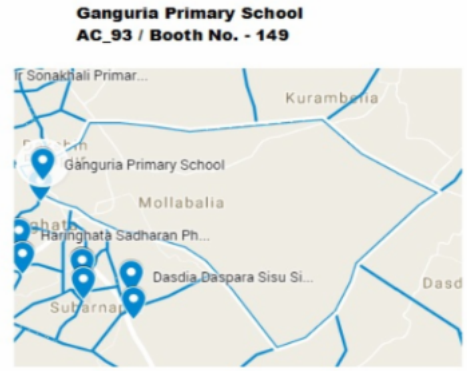 Ganguria Primary School
AC_93 / Booth No. - 149
Ir Sonakhali Primar...
Ganguria Primary School
Mollabalia
Haringhata Sadharan Ph...
Dasdia Daspara Sisu Si...
Dasd